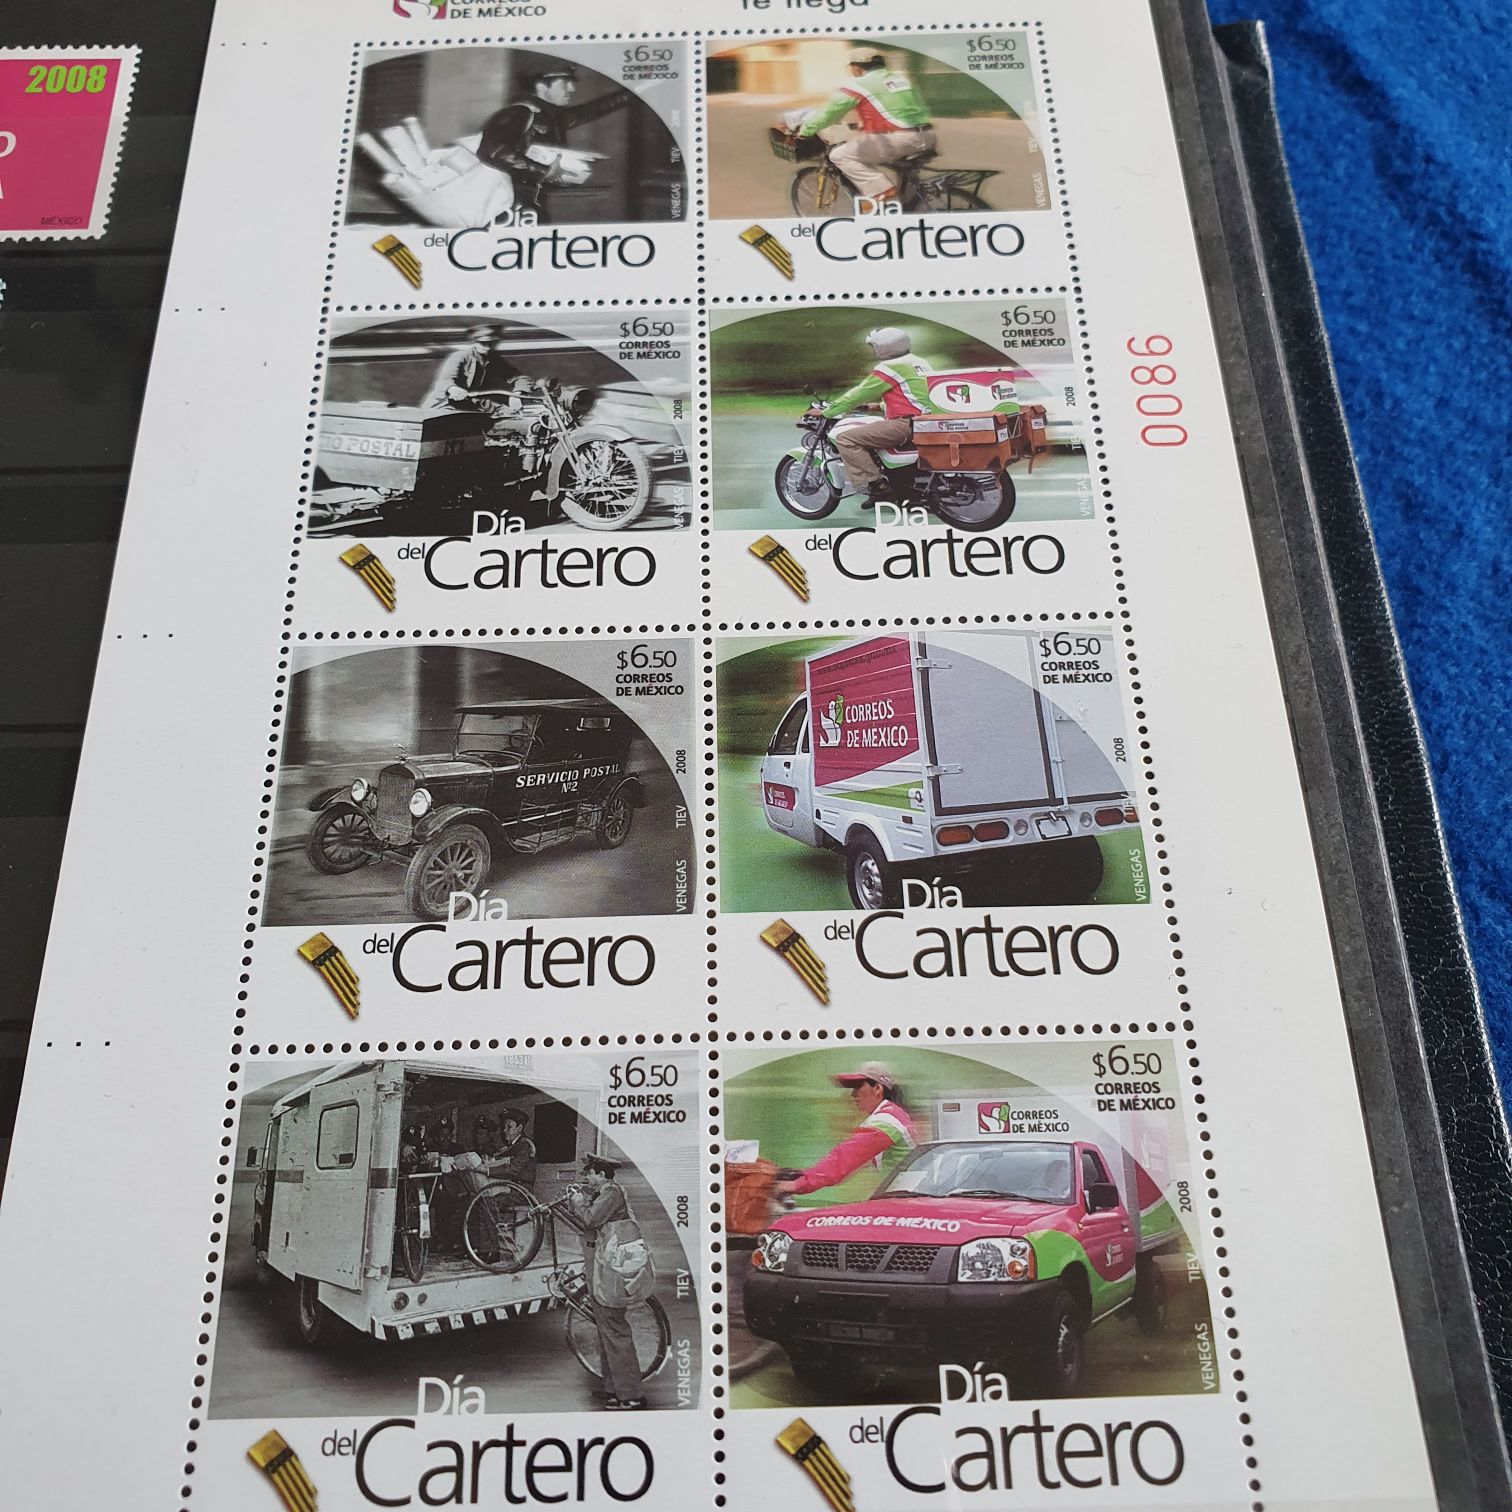 2008
MÉXICO
CORREOS
DE MÉXICO
Te llega
$6.50
CORREOS
DE MÉXICO
2008
TIEV
VENEGAS
Día
del Cartero
$6.50
CORREOS
DE MÉXICO
TIEV
VENEGAS
Día
del Cartero
$6.50
CORREOS
DE MÉXICO
2008
TIEV
VENEGAS
IO POSTAL
Día
del Cartero
$6.50
CORREOS
DE MÉXICO
2008
TIEV
VENEGAS
Día
del Cartero
0086
$6.50
CORREOS
DE MÉXICO
2008
TIEV
VENEGAS
SERVICIO POSTAL
Nº2
Día
del Cartero
$6.50
CORREOS
DE MÉXICO
2008
TIEV
VENEGAS
CORREOS
DE MÉXICO
Día
del Cartero
$6.50
CORREOS
DE MÉXICO
2008
TIEV
VENEGAS
Día
del Cartero
$6.50
CORREOS
DE MÉXICO
2008
TIEV
VENEGAS
CORREOS
DE MÉXICO
CORREOS DE MÉXICO
Día
del Cartero